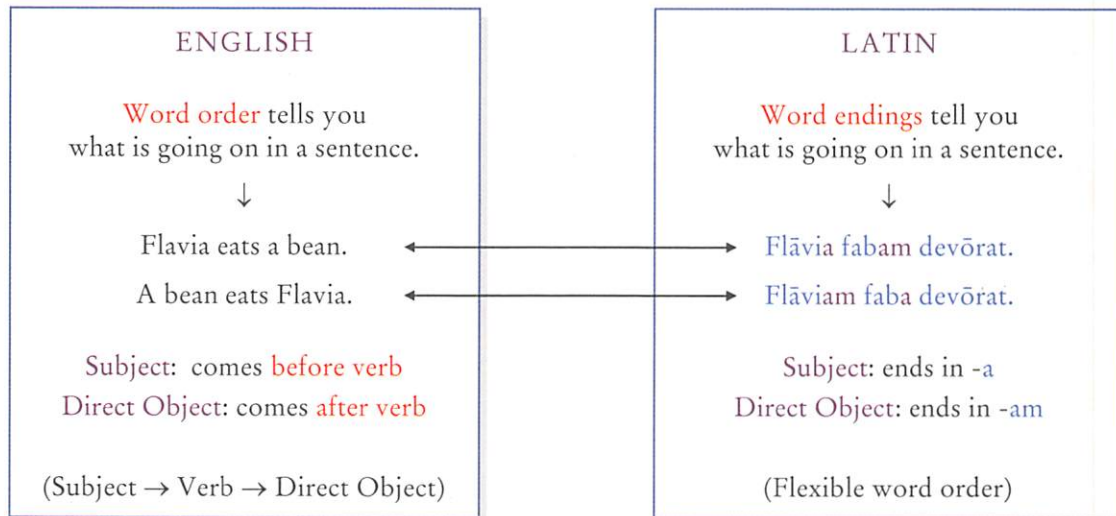 ENGLISH
Word order tells you
what is going on in a sentence.
↓
Flavia eats a bean.
A bean eats Flavia.
Subject: comes before verb
Direct Object: comes after verb
(Subject → Verb → Direct Object)
LATIN
Word endings tell you
what is going on in a sentence.
↓
Flāvia fabam devōrat.
Flāviam faba devōrat.
Subject: ends in -a
Direct Object: ends in -am
(Flexible word order)